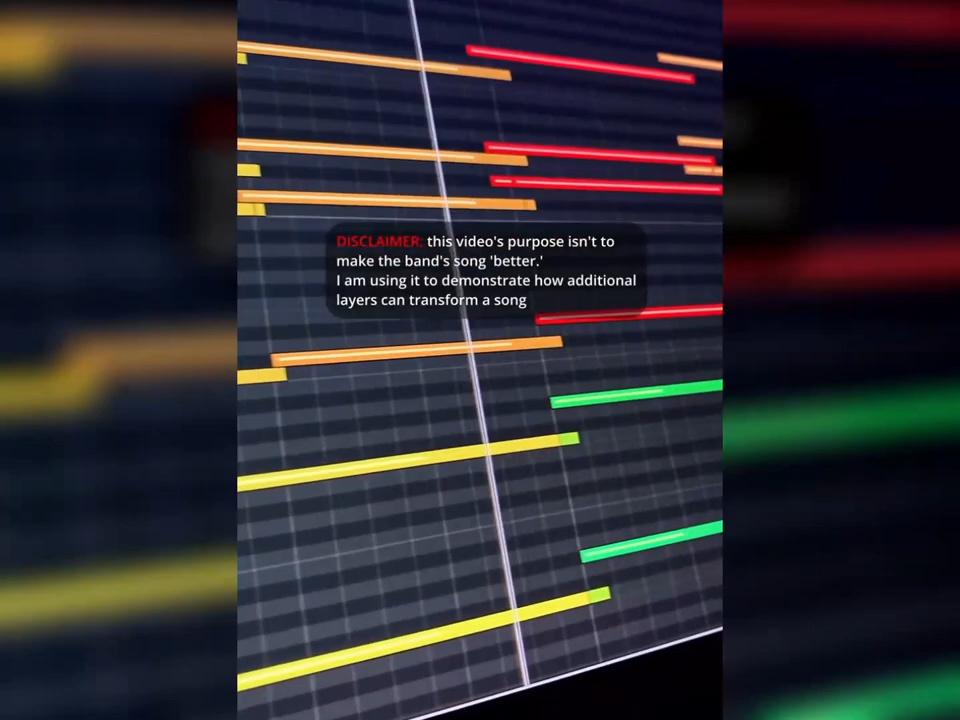 DISCLAIMER: this video's purpose isn't to
make the band's song 'better.'
I am using it to demonstrate how additional
layers can transform a song